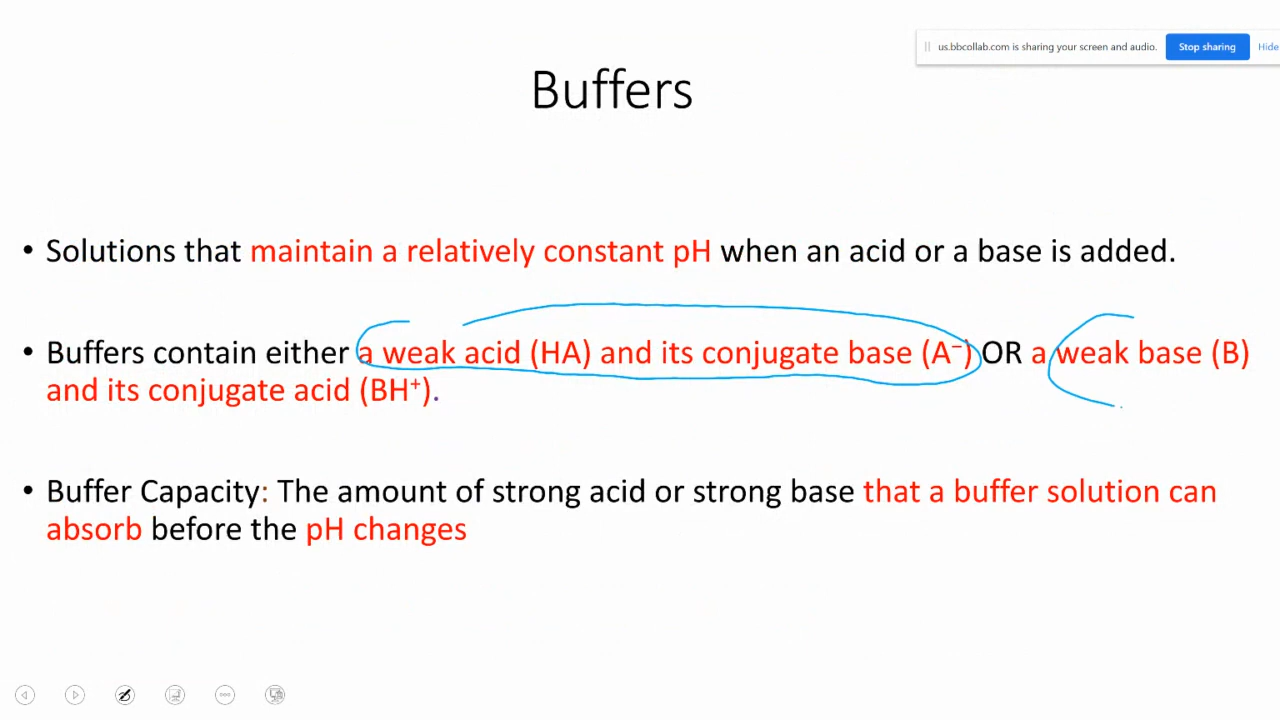 us.bbcollab.com is sharing your screen and audio. Stop sharing Hide
Buffers
• Solutions that maintain a relatively constant pH when an acid or a base is added.
• Buffers contain either a weak acid (HA) and its conjugate base (A⁻) OR a weak base (B)
and its conjugate acid (BH⁺).
• Buffer Capacity: The amount of strong acid or strong base that a buffer solution can
absorb before the pH changes